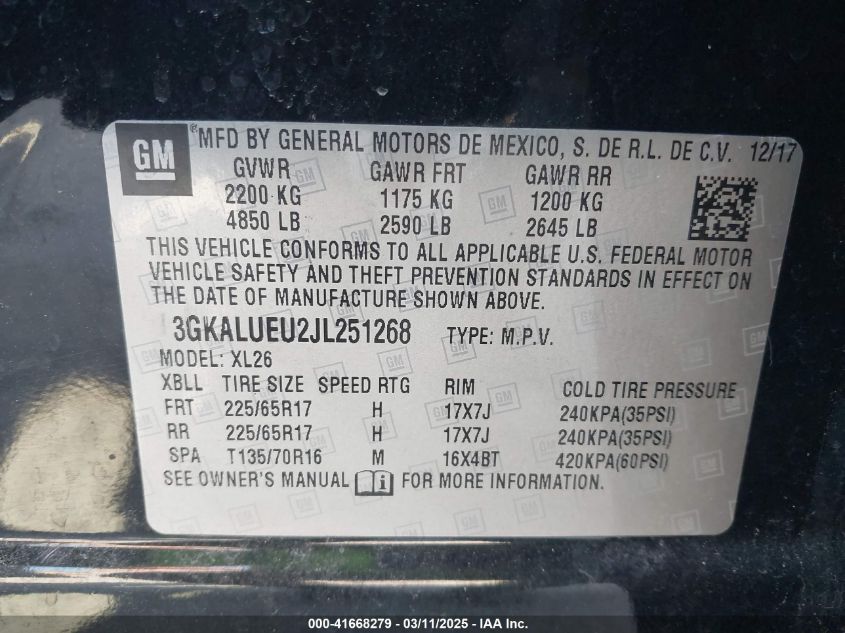 GM ®MFD BY GENERAL MOTORS DE MEXICO, S. DE R.L. DE C.V. 12/17
GVWR GAWR FRT GAWR RR
2200 KG 1175 KG 1200 KG
4850 LB 2590 LB 2645 LB
THIS VEHICLE CONFORMS TO ALL APPLICABLE U.S. FEDERAL MOTOR
VEHICLE SAFETY AND THEFT PREVENTION STANDARDS IN EFFECT ON
THE DATE OF MANUFACTURE SHOWN ABOVE.
3GKALUEU2JL251268 TYPE: M.P.V.
MODEL: XL26
XBLL TIRE SIZE SPEED RTG RIM COLD TIRE PRESSURE
FRT 225/65R17 H 17X7J 240KPA(35PSI)
RR 225/65R17 H 17X7J 240KPA(35PSI)
SPA T135/70R16 M 16X4BT 420KPA(60PSI)
SEE OWNER'S MANUAL FOR MORE INFORMATION.
000-41668279 - 03/11/2025 - IAA Inc.